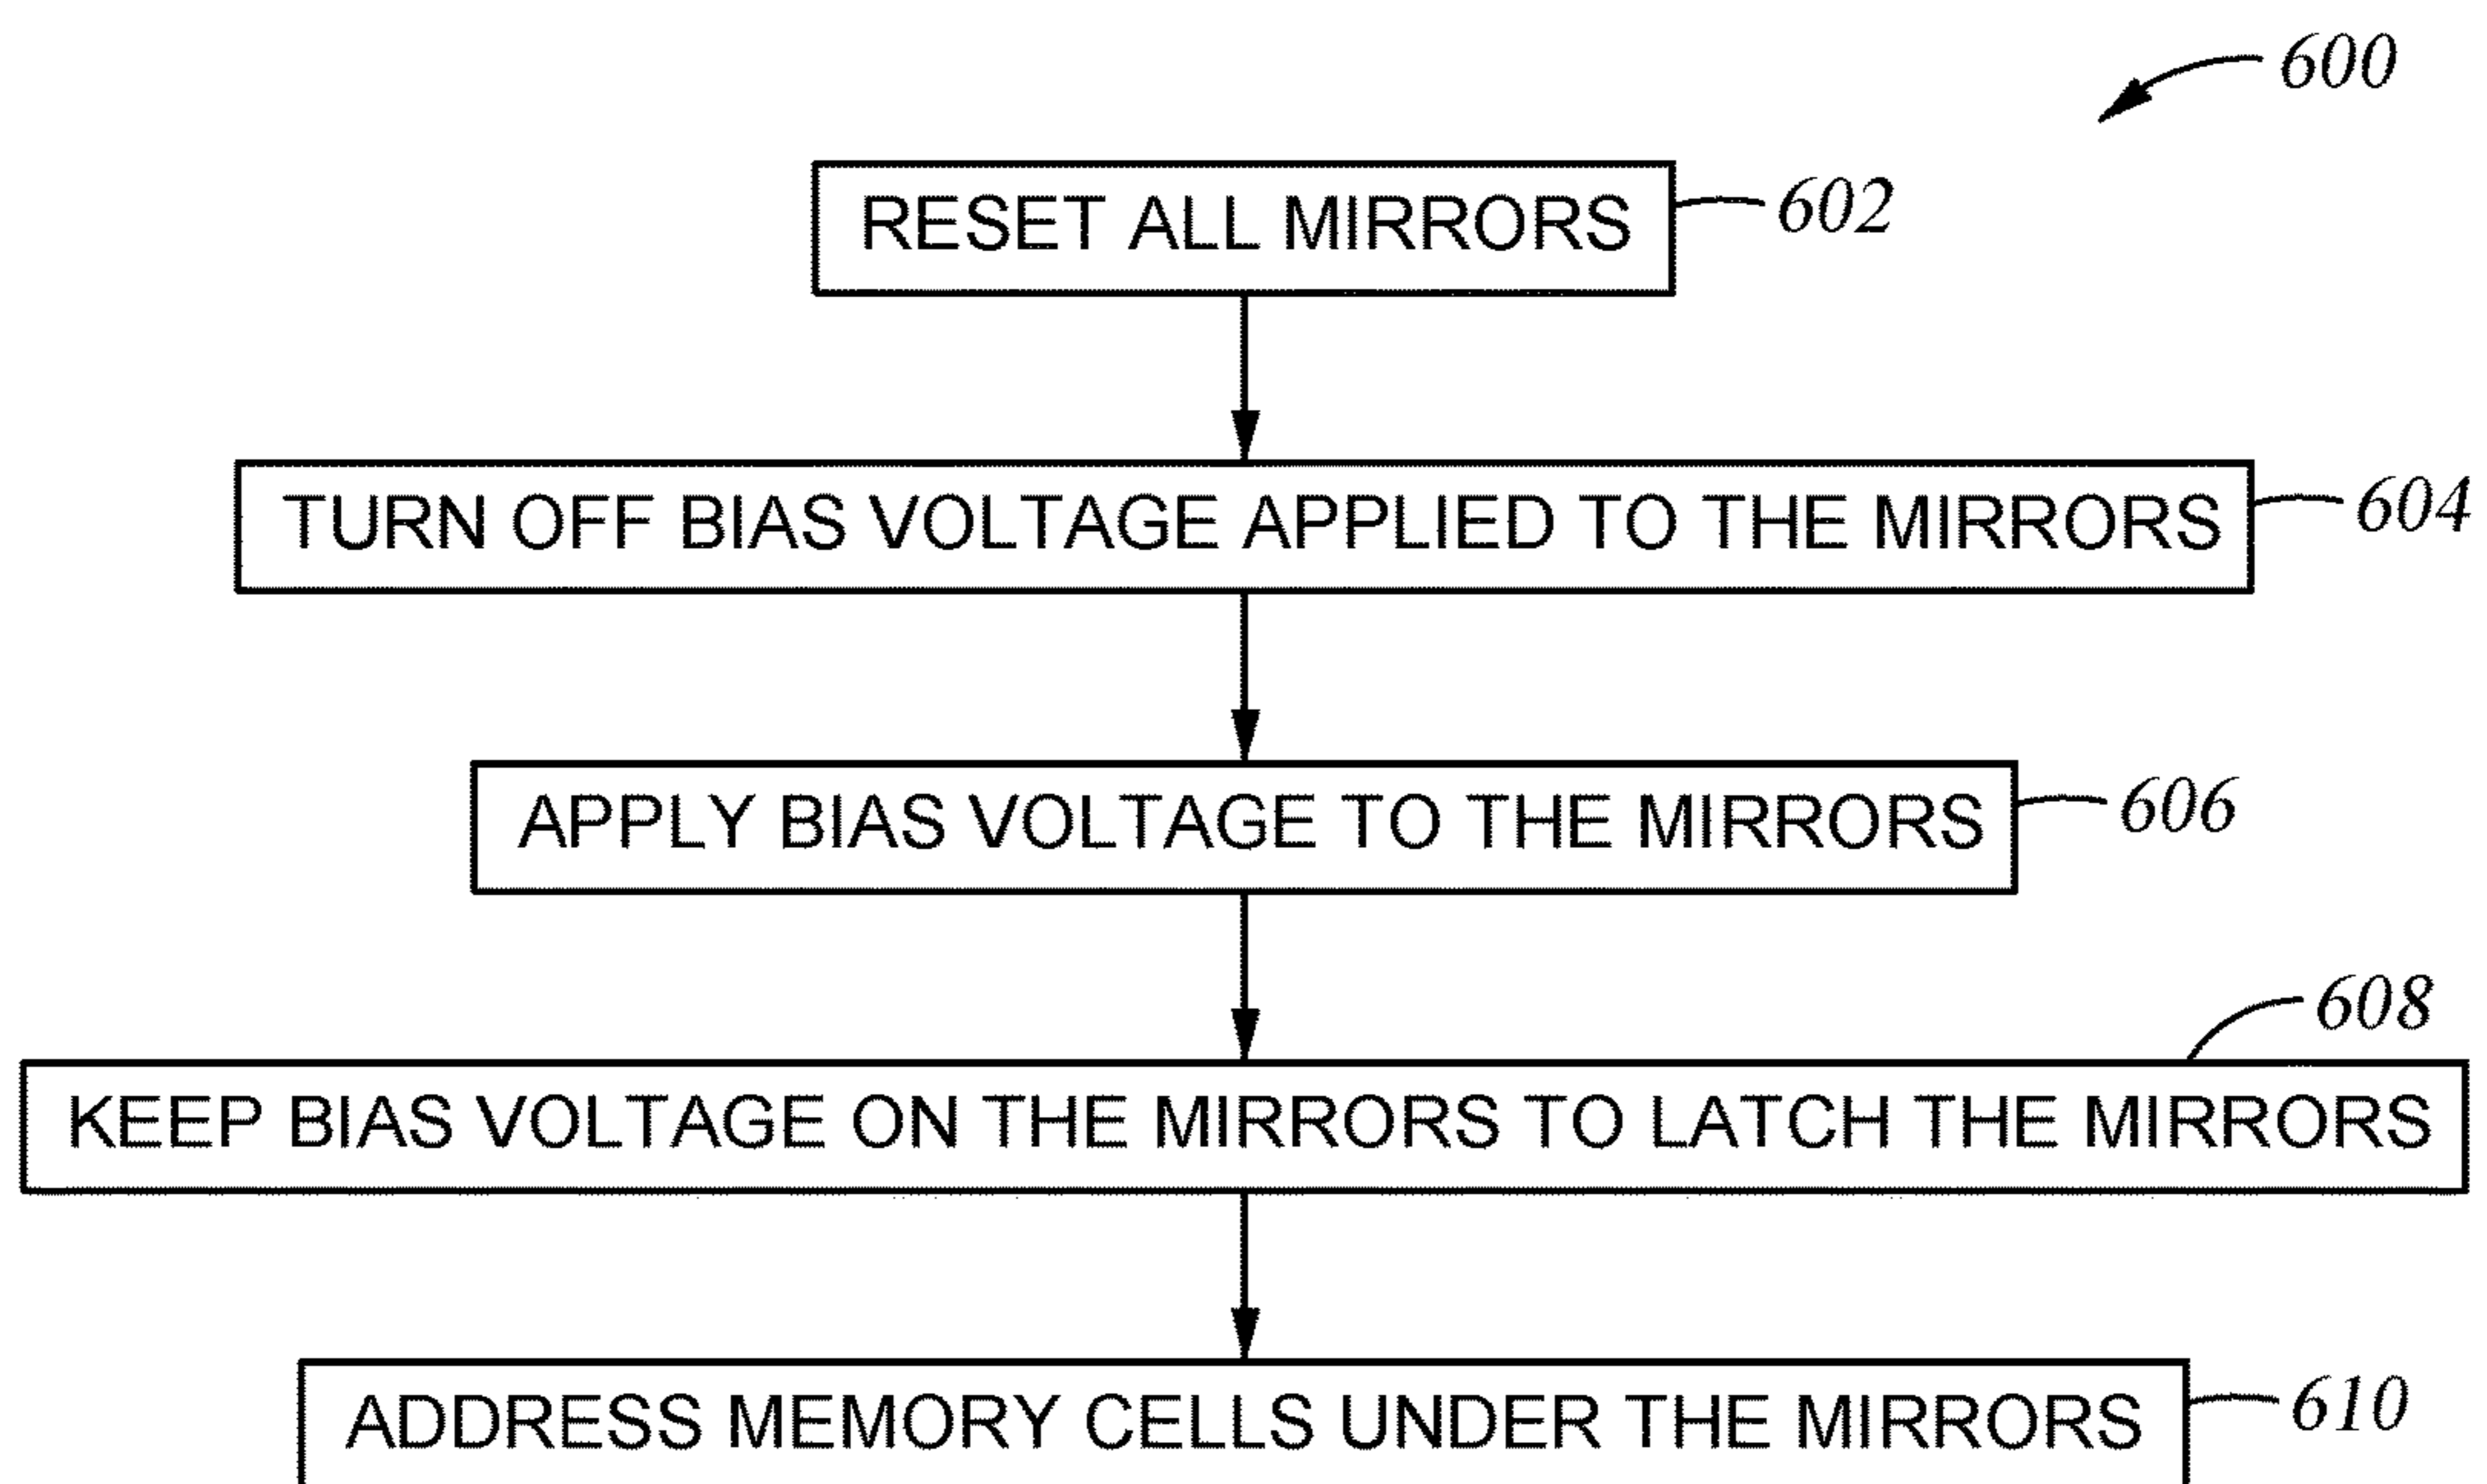 600
RESET ALL MIRRORS 602
TURN OFF BIAS VOLTAGE APPLIED TO THE MIRRORS 604
APPLY BIAS VOLTAGE TO THE MIRRORS 606
608
KEEP BIAS VOLTAGE ON THE MIRRORS TO LATCH THE MIRRORS
ADDRESS MEMORY CELLS UNDER THE MIRRORS 610